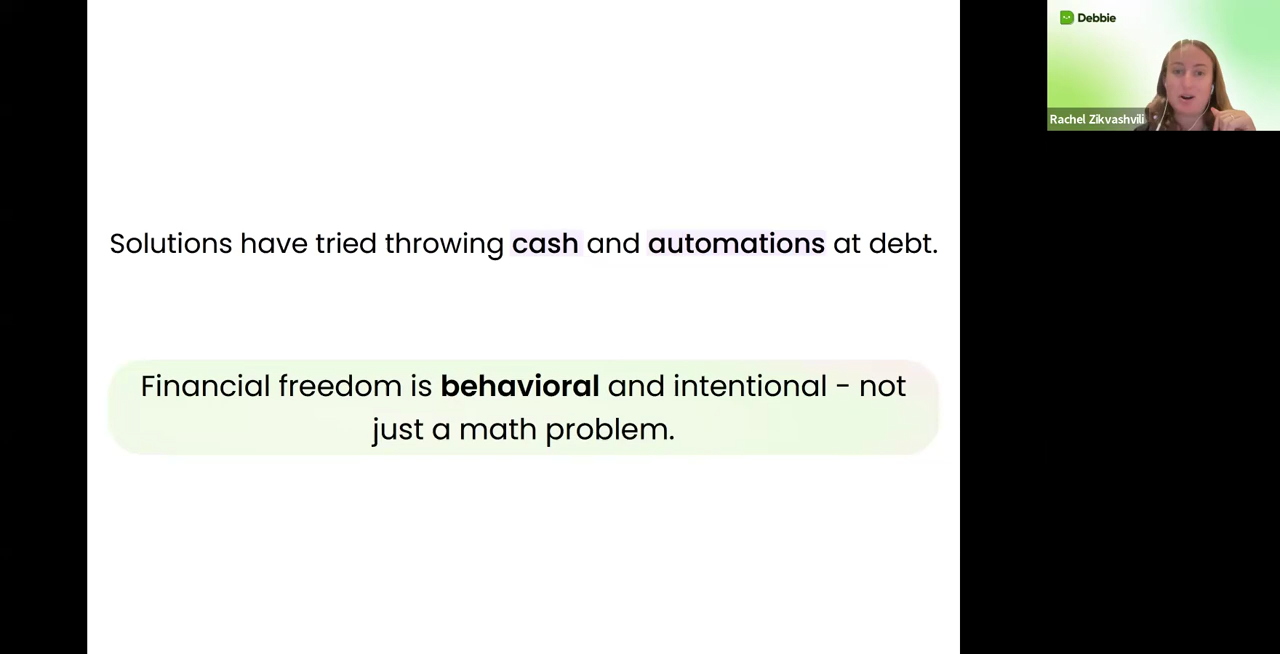 Debbie
Rachel Zikvashvili
Solutions have tried throwing cash and automations at debt.
Financial freedom is behavioral and intentional - not
just a math problem.